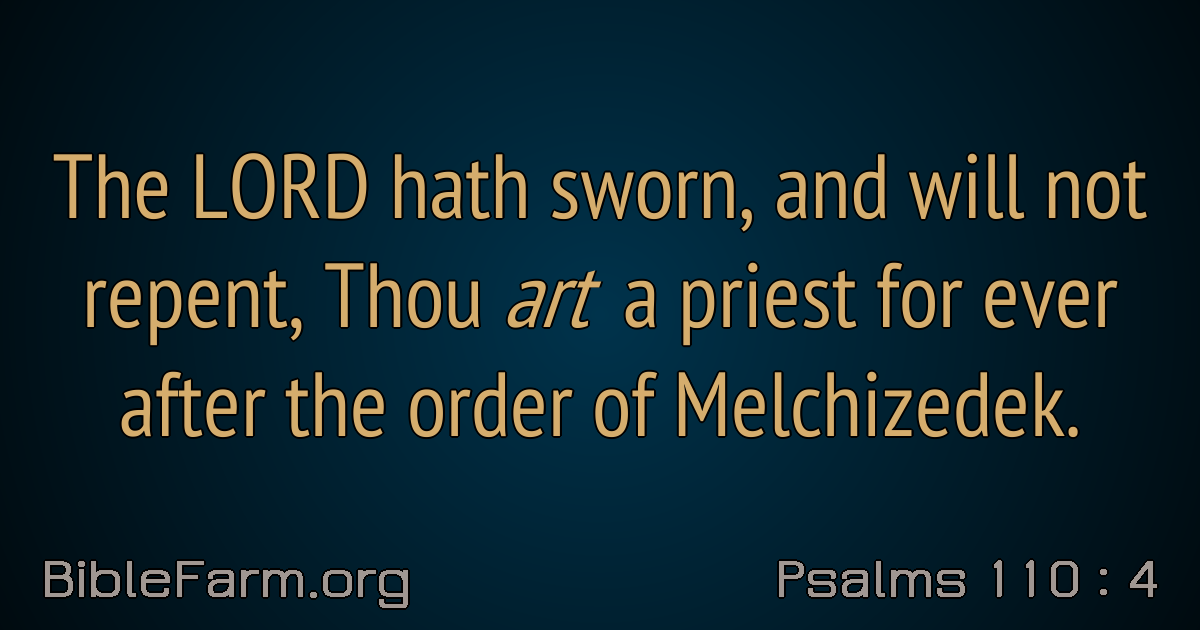 The LORD hath sworn, and will not
repent, Thou art a priest for ever
after the order of Melchizedek.
BibleFarm.org
Psalms 110 : 4